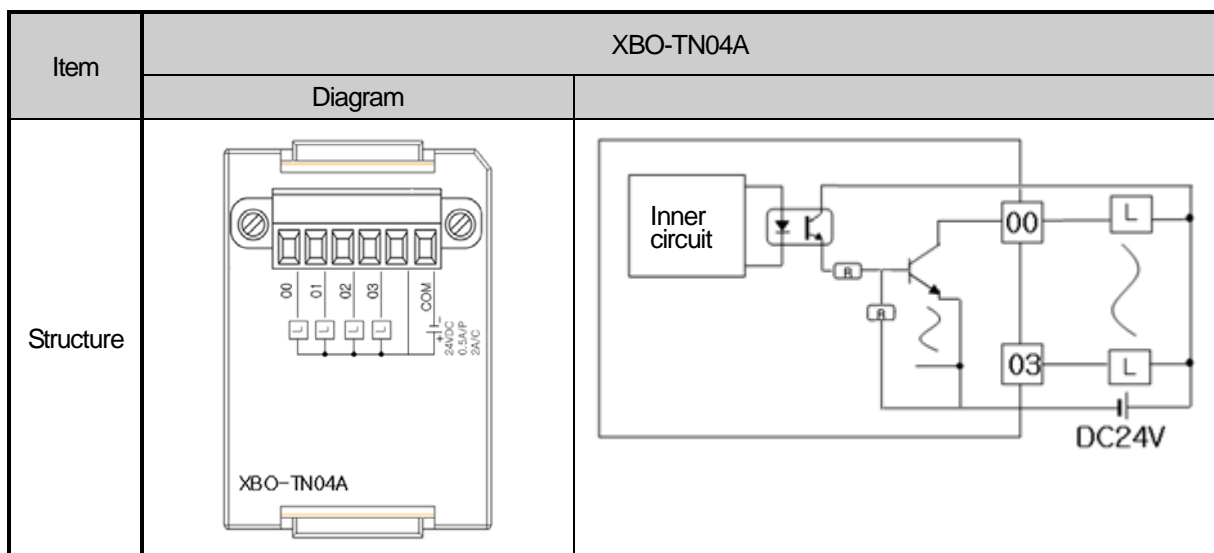 Item
XBO-TN04A
Diagram
Structure
00
01
02
03
COM
L
L
L
L
-
+
24VDC
0.5A/P
2A/C
XBO-TN04A
Inner
circuit
R
R
00
L
03
L
DC24V